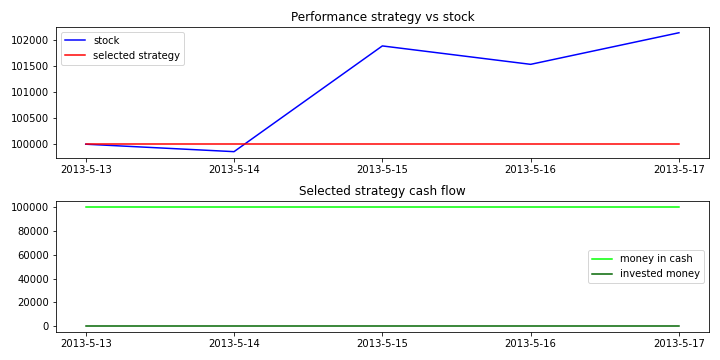 Performance strategy vs stock
102000
101500
101000
100500
100000
stock
selected strategy
2013-5-13 2013-5-14 2013-5-15 2013-5-16 2013-5-17
Selected strategy cash flow
100000
80000
60000
40000
20000
0
money in cash
invested money
2013-5-13 2013-5-14 2013-5-15 2013-5-16 2013-5-17